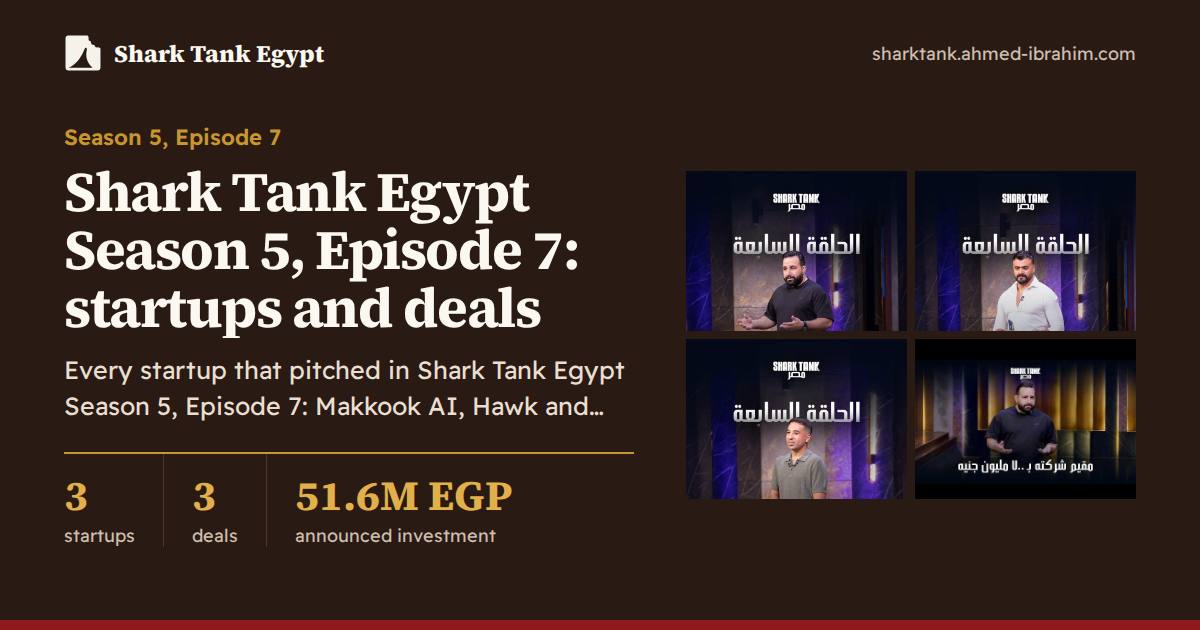 Shark Tank Egypt
sharktank.ahmed-ibrahim.com
Season 5, Episode 7
Shark Tank Egypt
Season 5, Episode 7:
startups and deals
Every startup that pitched in Shark Tank Egypt
Season 5, Episode 7: Makkook AI, Hawk and...
3
startups
3
deals
51.6M EGP
announced investment
SHARK TANK
مصر
الحلقة السابعة
SHARK TANK
مصر
الحلقة السابعة
SHARK TANK
مصر
الحلقة السابعة
SHARK TANK
مصر
مقيم شركته بـ ٧٠٠ مليون جنيه